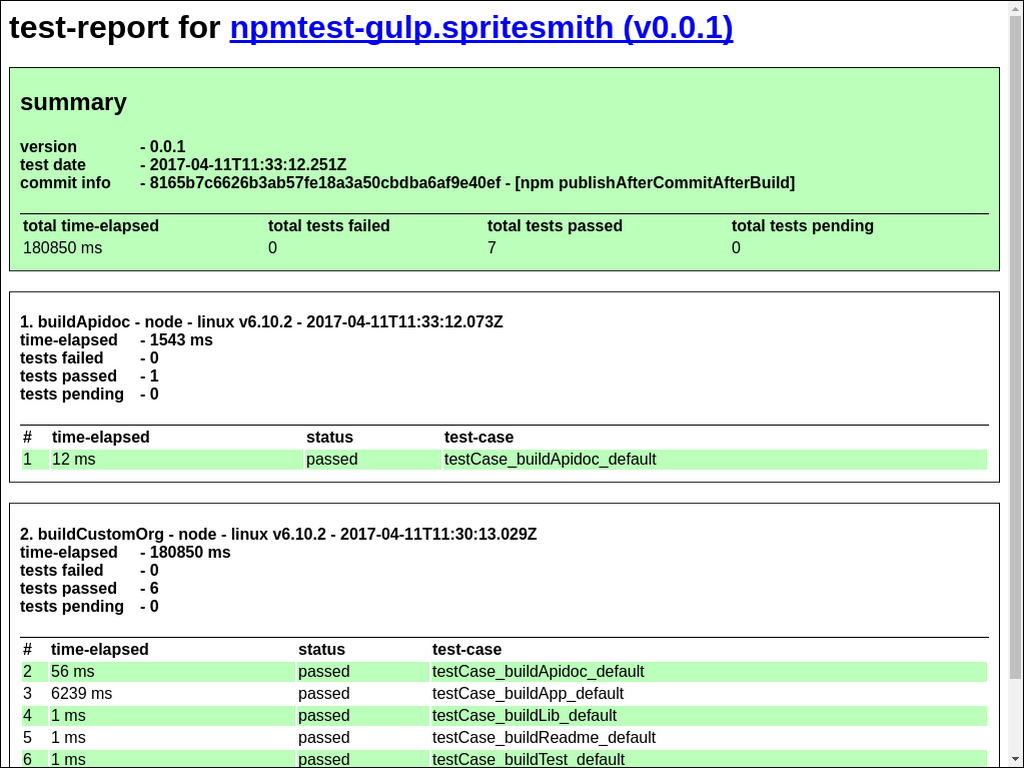 test-report for npmtest-gulp.spritesmith (v0.0.1)
summary
version - 0.0.1
test date - 2017-04-11T11:33:12.251Z
commit info - 8165b7c6626b3ab57fe18a3a50cbdba6af9e40ef - [npm publishAfterCommitAfterBuild]
total time-elapsed total tests failed total tests passed total tests pending
180850 ms 0 7 0
1. buildApidoc - node - linux v6.10.2 - 2017-04-11T11:33:12.073Z
time-elapsed - 1543 ms
tests failed - 0
tests passed - 1
tests pending - 0
# time-elapsed status test-case
1 12 ms passed testCase_buildApidoc_default
2. buildCustomOrg - node - linux v6.10.2 - 2017-04-11T11:30:13.029Z
time-elapsed - 180850 ms
tests failed - 0
tests passed - 6
tests pending - 0
# time-elapsed status test-case
2 56 ms passed testCase_buildApidoc_default
3 6239 ms passed testCase_buildApp_default
4 1 ms passed testCase_buildLib_default
5 1 ms passed testCase_buildReadme_default
6 1 ms passed testCase_buildTest_default